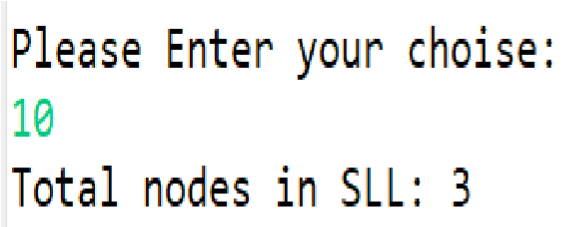 Please Enter your choise:
10
Total nodes in SLL: 3